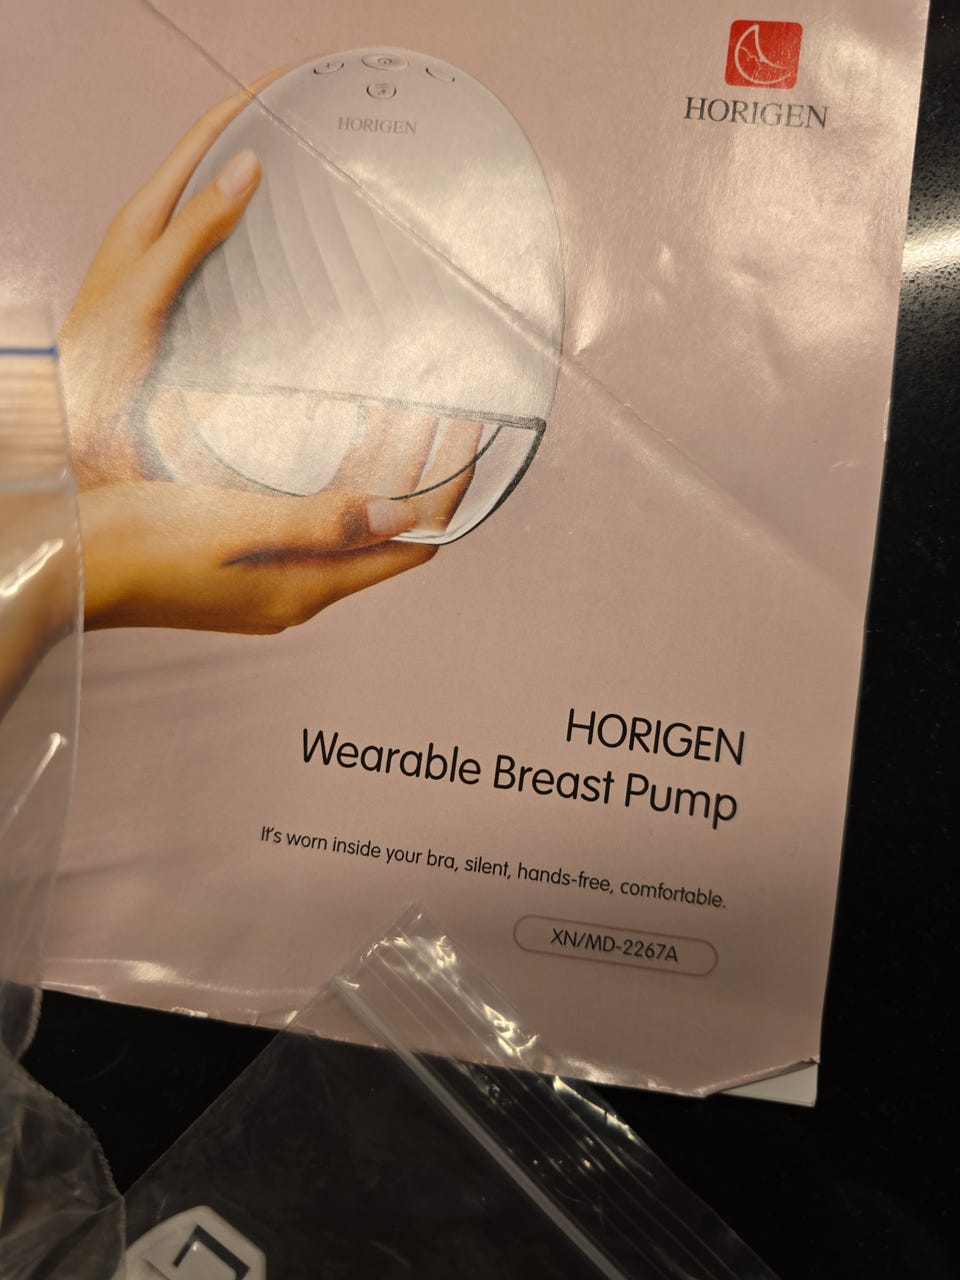 HORIGEN
HORIGEN
HORIGEN
Wearable Breast Pump
It's worn inside your bra, silent, hands-free, comfortable.
XN/MD-2267A